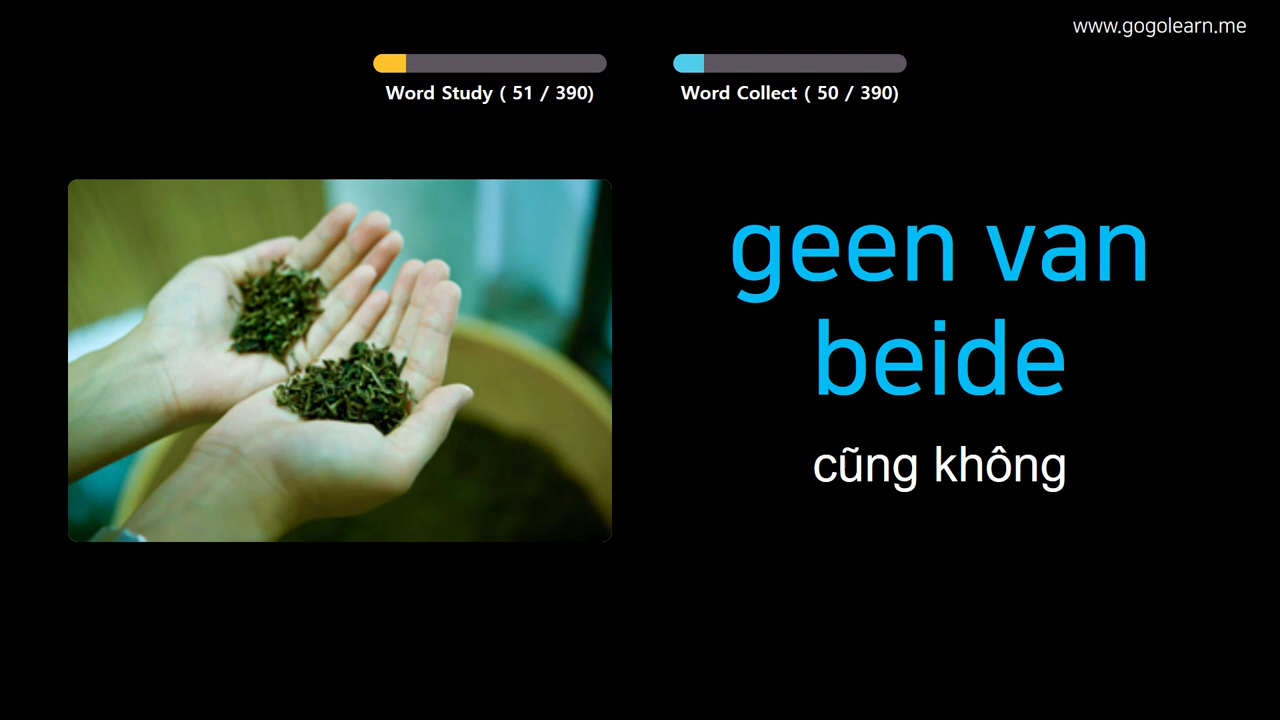 www.gogolearn.me
Word Study ( 51 / 390)
Word Collect ( 50 / 390)
geen van
beide
cũng không